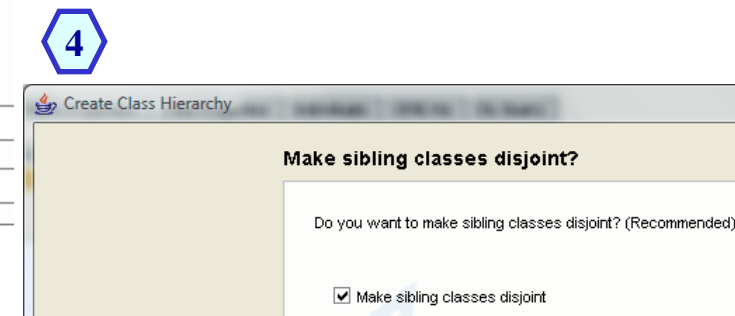 4
Create Class Hierarchy
Make sibling classes disjoint?
Do you want to make sibling classes disjoint? (Recommended)
Make sibling classes disjoint